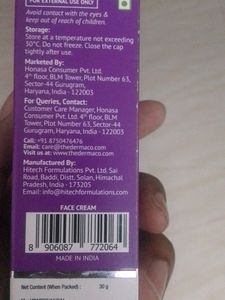 FOR EXTERNAL USE ONLY
Avoid contact with the eyes &
keep out of reach of children.
Storage:
Store at a temperature not exceeding
30°C. Do not freeze. Close the cap
tightly after use.
Marketed By:
Honasa Consumer Pvt. Ltd.
4th floor, BLM Tower, Plot Number 63,
Sector-44 Gurugram,
Haryana, India - 122003
For Queries, Contact:
Customer Care Manager, Honasa
Consumer Pvt. Ltd. 4th floor, BLM
Tower, Plot Number 63, Sector-44
Gurugram, Haryana, India - 122003
Call: +91 8750476476
Email: care@thedermaco.com
Visit us at: www.thedermaco.com
Manufactured By:
Hitech Formulations Pvt. Ltd. Sai
Road, Baddi, Distt. Solan, Himachal
Pradesh, India - 173205
Email: info@hitechformulations.com
FACE CREAM
8 906087 772064
MADE IN INDIA
Net Content (When Packed) : 30 g